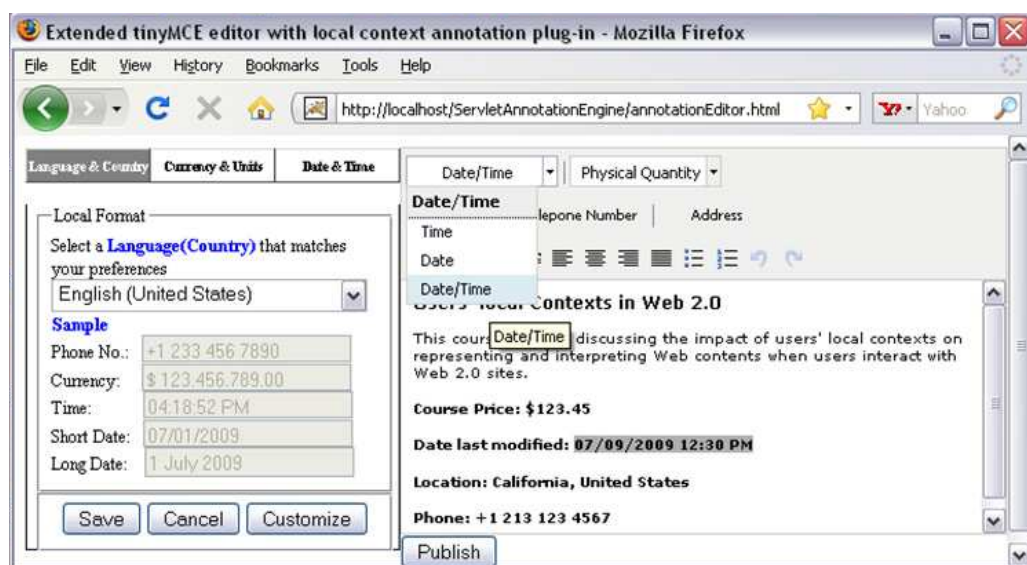 Extended tinyMCE editor with local context annotation plug-in - Mozilla Firefox
File Edit View History Bookmarks Tools Help
http://localhost/ServletAnnotationEngine/annotationEditor.html
Yahoo
Language & Country Currency & Units Date & Time
Local Format
Select a Language(Country) that matches
your preferences
English (United States)
Sample
Phone No.: +1 233 456 7890
Currency: $ 123.456.789.00
Time: 04:18:52 PM
Short Date: 07/01/2009
Long Date: 1 July 2009
Save Cancel Customize
Date/Time Physical Quantity
Date/Time
Time
Date
Date/Time
Date/Time
lepone Number Address
Local Contexts in Web 2.0
This cour discussing the impact of users' local contexts on
representing and interpreting Web contents when users interact with
Web 2.0 sites.
Course Price: $123.45
Date last modified: 07/09/2009 12:30 PM
Location: California, United States
Phone: +1 213 123 4567
Publish